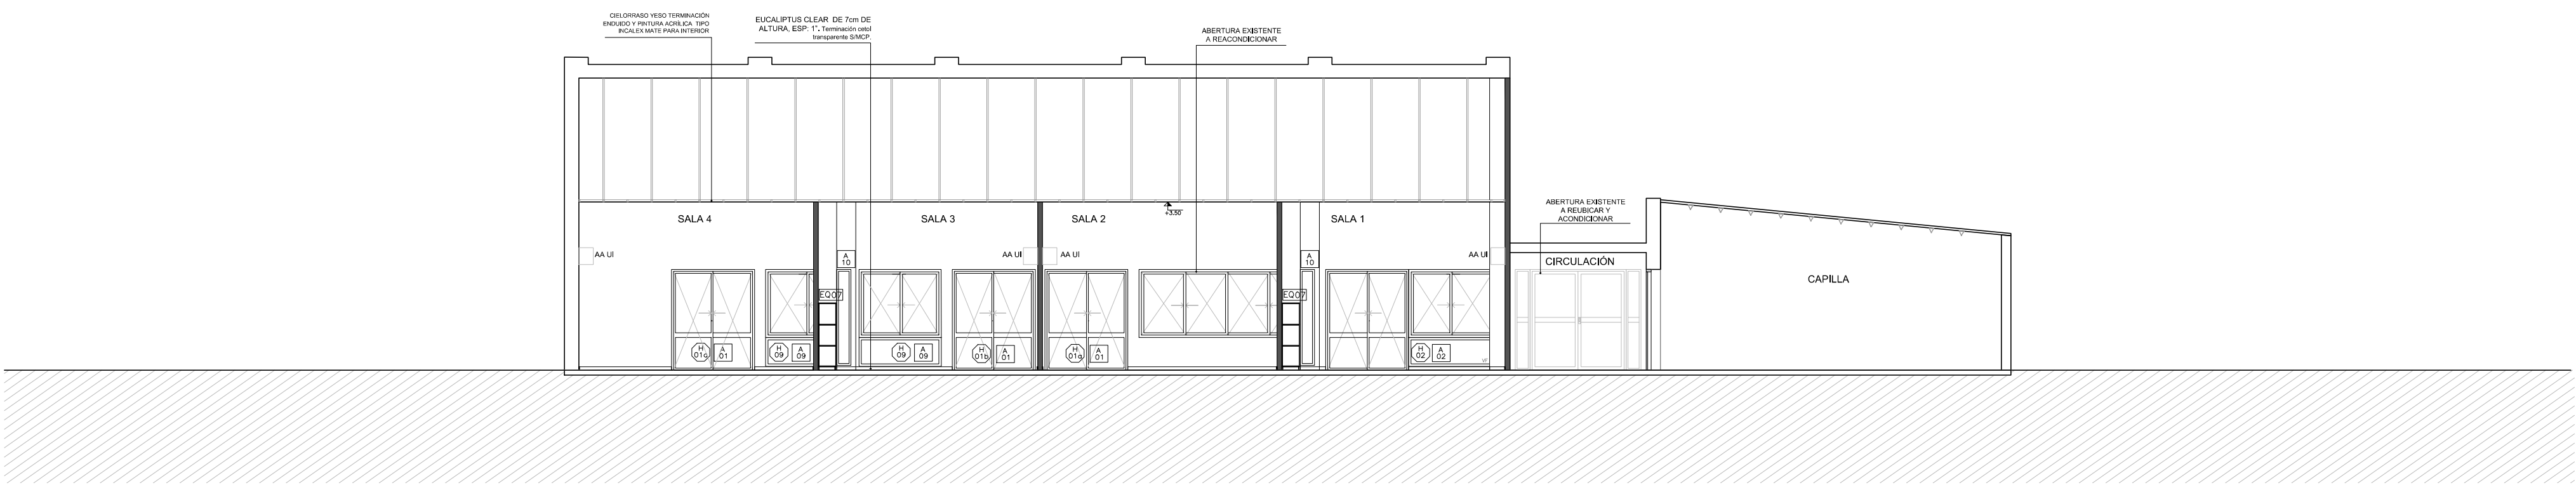 CIELORRASO YESO TERMINACIÓN
ENDUIDO Y PINTURA ACRÍLICA TIPO
INCALEX MATE PARA INTERIOR
EUCALIPTUS CLEAR DE 7cm DE
ALTURA, ESP: 1". Terminación cetol
transparente S/MCP.
ABERTURA EXISTENTE
A REACONDICIONAR
ABERTURA EXISTENTE
A REUBICAR Y
ACONDICIONAR
SALA 4
SALA 3
SALA 2
+3.50
SALA 1
AA UI
AA UI
AA UI
AA UI
A
10
A
10
CIRCULACIÓN
CAPILLA
EQ07
EQ07
H
01a
A
01
H
09
A
09
H
09
A
09
H
01b
A
01
H
01a
A
01
H
02
A
02
VF